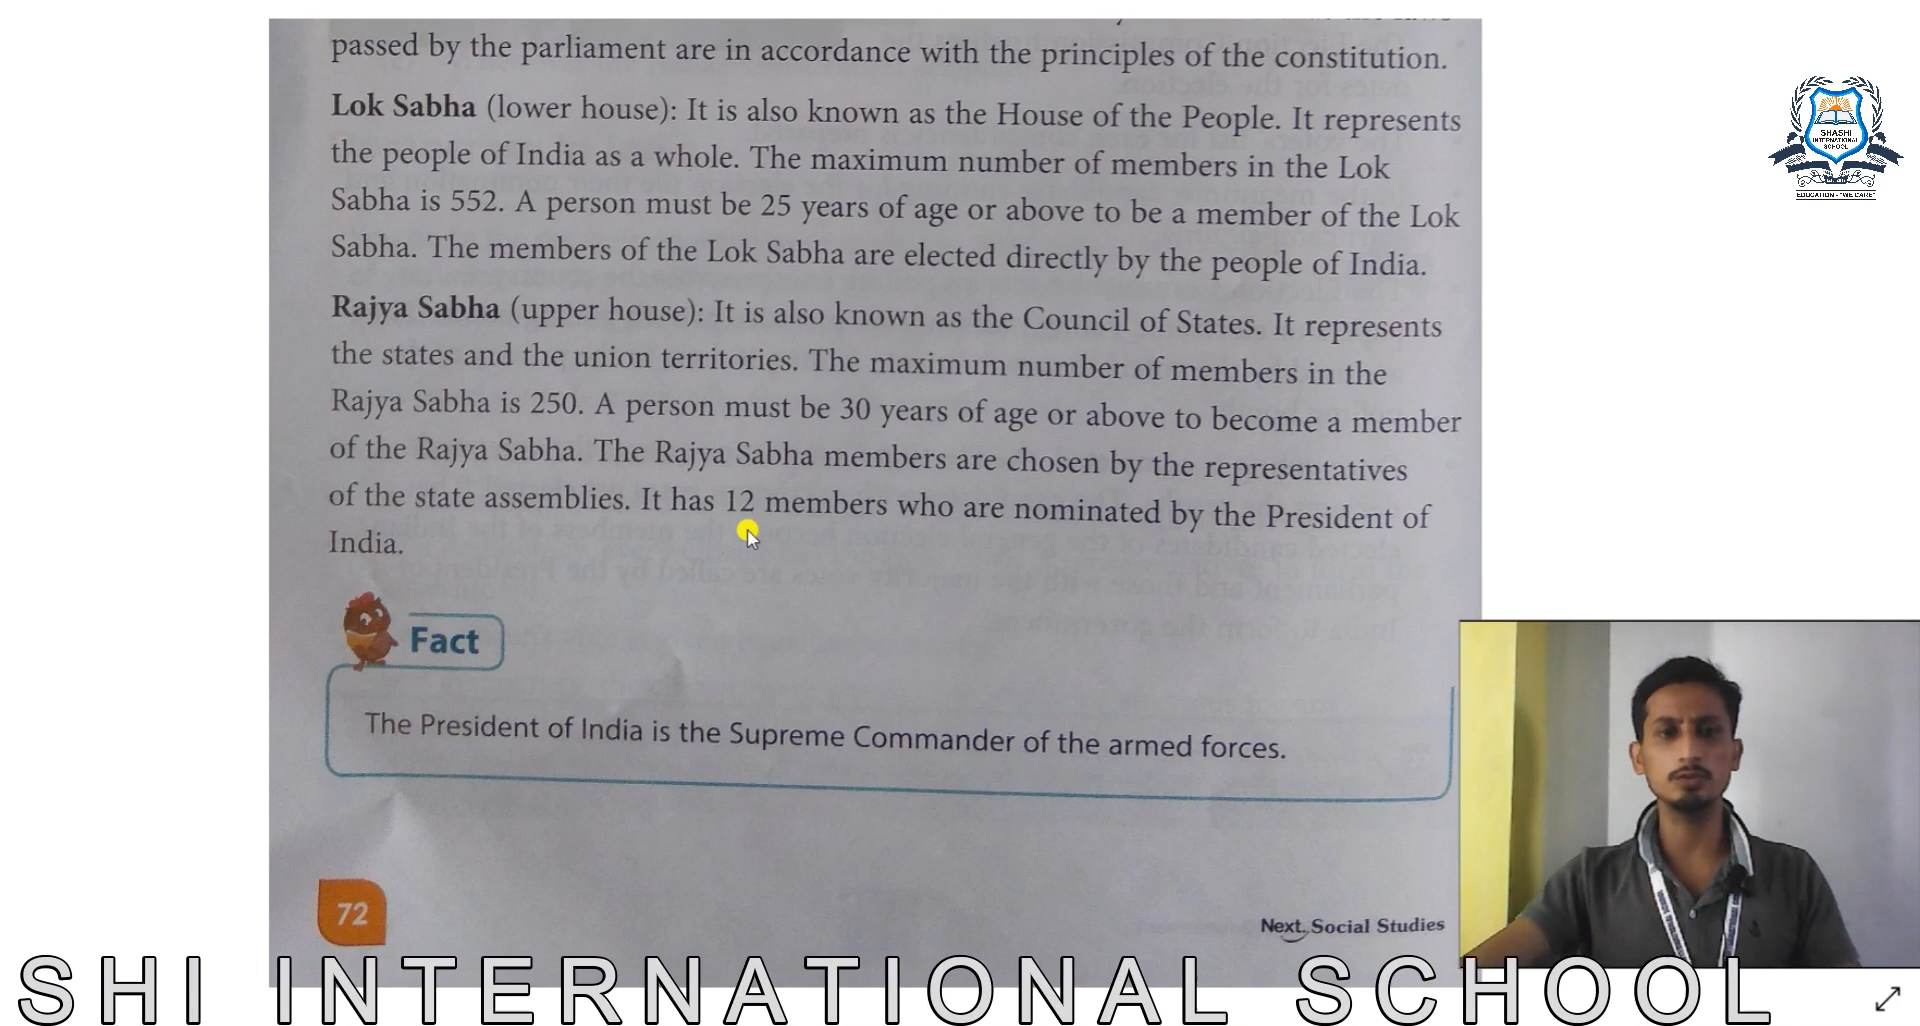 passed by the parliament are in accordance with the principles of the constitution.
Lok Sabha (lower house): It is also known as the House of the People. It represents
the people of India as a whole. The maximum number of members in the Lok
Sabha is 552. A person must be 25 years of age or above to be a member of the Lok
Sabha. The members of the Lok Sabha are elected directly by the people of India.
Rajya Sabha (upper house): It is also known as the Council of States. It represents
the states and the union territories. The maximum number of members in the
Rajya Sabha is 250. A person must be 30 years of age or above to become a member
of the Rajya Sabha. The Rajya Sabha members are chosen by the representatives
of the state assemblies. It has 12 members who are nominated by the President of
India.
Fact
The President of India is the Supreme Commander of the armed forces.
72
Next Social Studies
SHASHI
INTERNATIONAL
SCHOOL
EDUCATION - "WE CARE"
SHI INTERNATIONAL SCHOOL